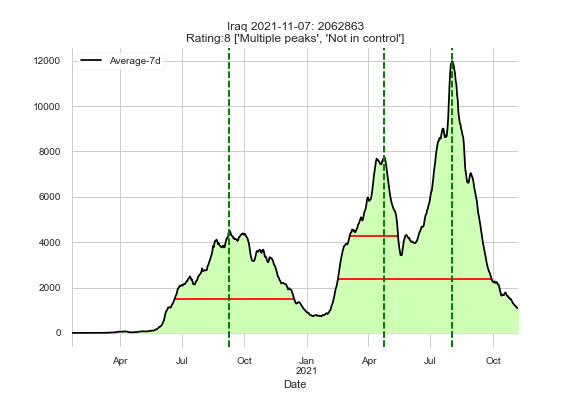 Iraq 2021-11-07: 2062863
Rating:8 ['Multiple peaks', 'Not in control']
Average-7d
12000
10000
8000
6000
4000
2000
0
Apr Jul Oct Jan Apr Jul Oct
2021
Date